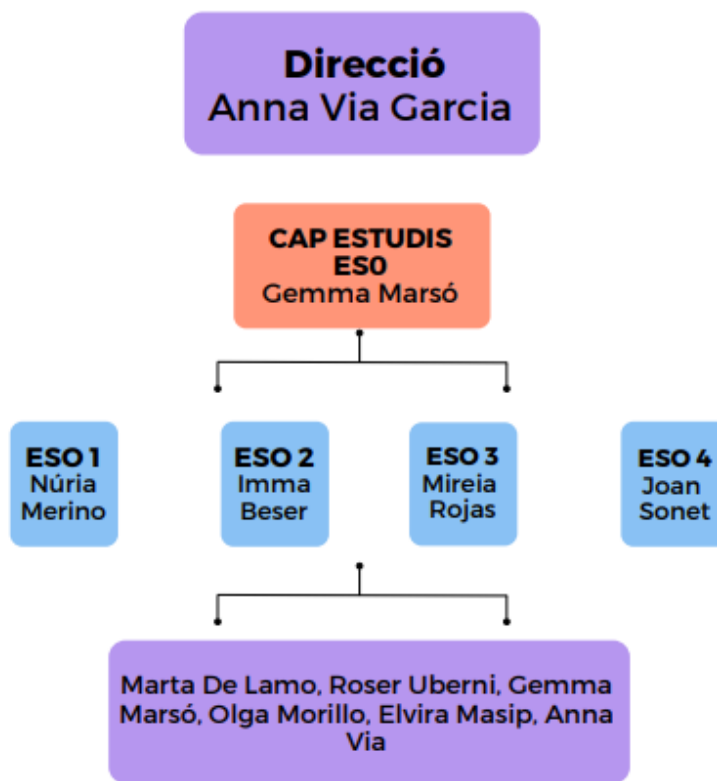 Direcció
Anna Via Garcia
CAP ESTUDIS
ESO
Gemma Marsó
ESO 1
Núria
Merino
ESO 2
Imma
Beser
ESO 3
Mireia
Rojas
ESO 4
Joan
Sonet
Marta De Lamo, Roser Uberni, Gemma
Marsó, Olga Morillo, Elvira Masip, Anna
Via